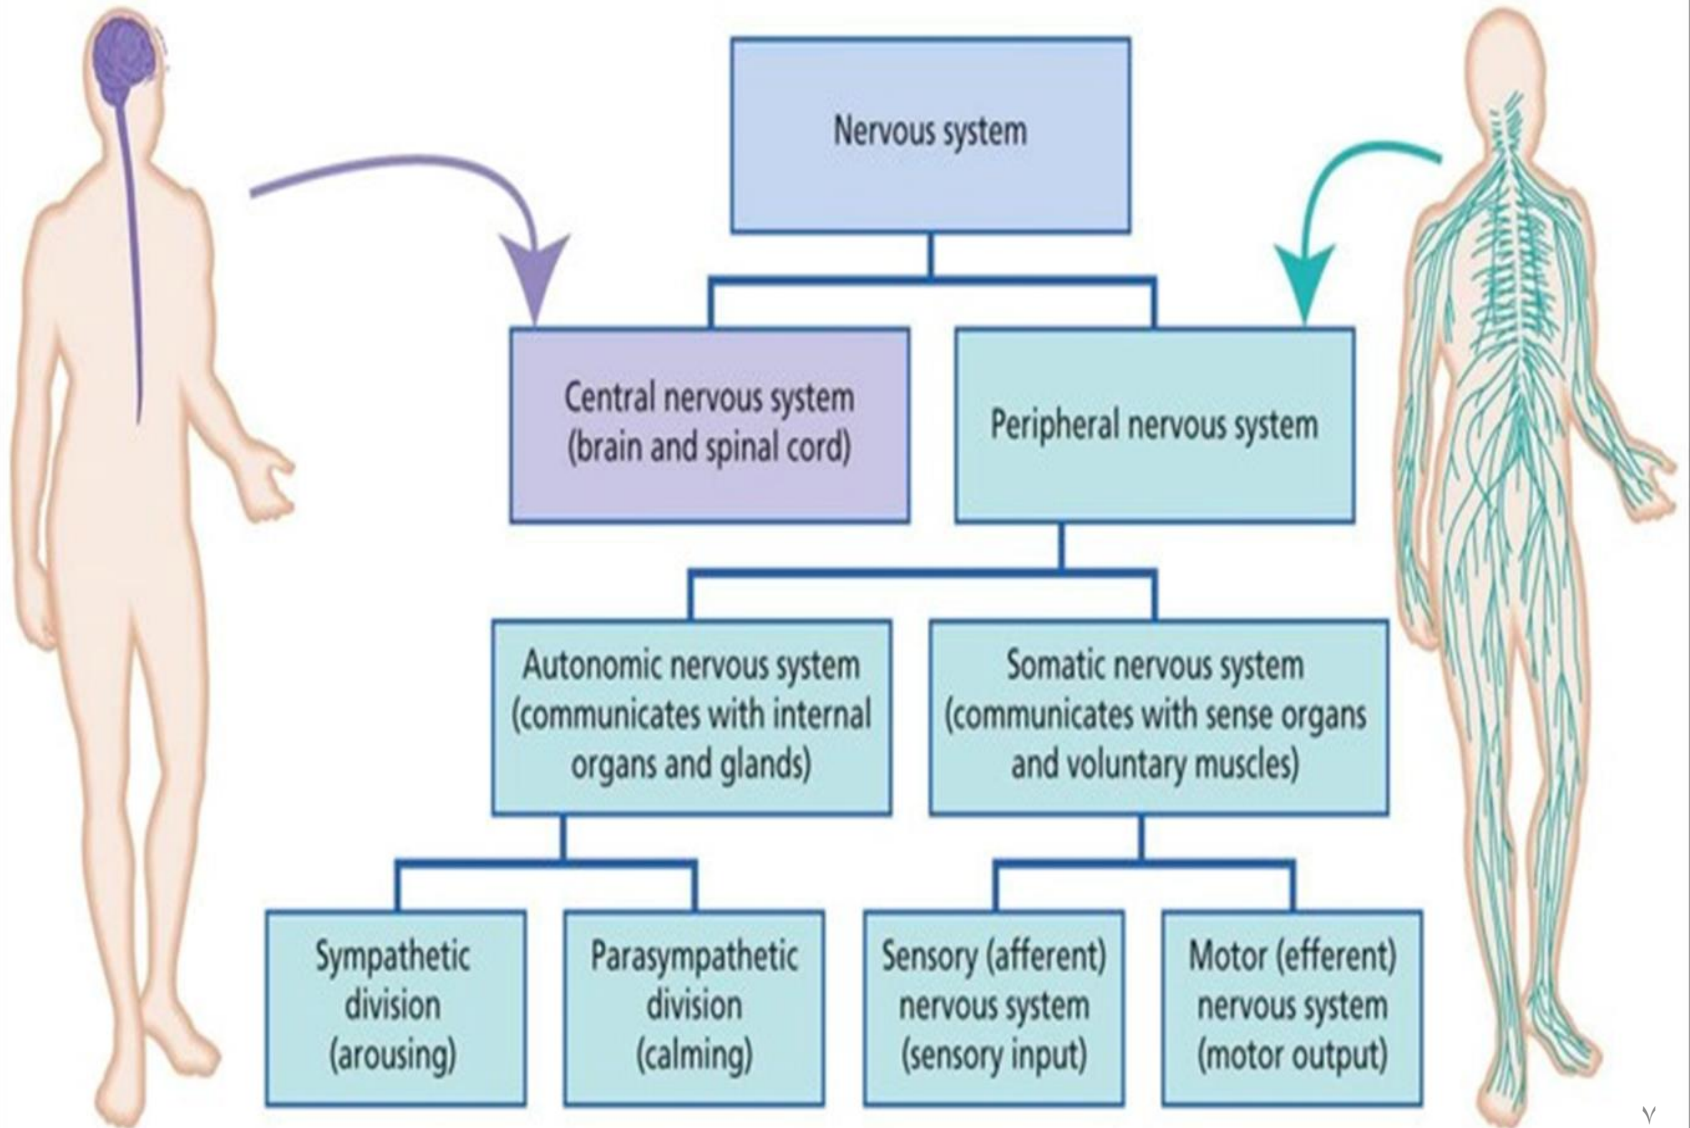 Nervous system
Central nervous system
(brain and spinal cord)
Peripheral nervous system
Autonomic nervous system
(communicates with internal
organs and glands)
Somatic nervous system
(communicates with sense organs
and voluntary muscles)
Sympathetic
division
(arousing)
Parasympathetic
division
(calming)
Sensory (afferent)
nervous system
(sensory input)
Motor (efferent)
nervous system
(motor output)
٧